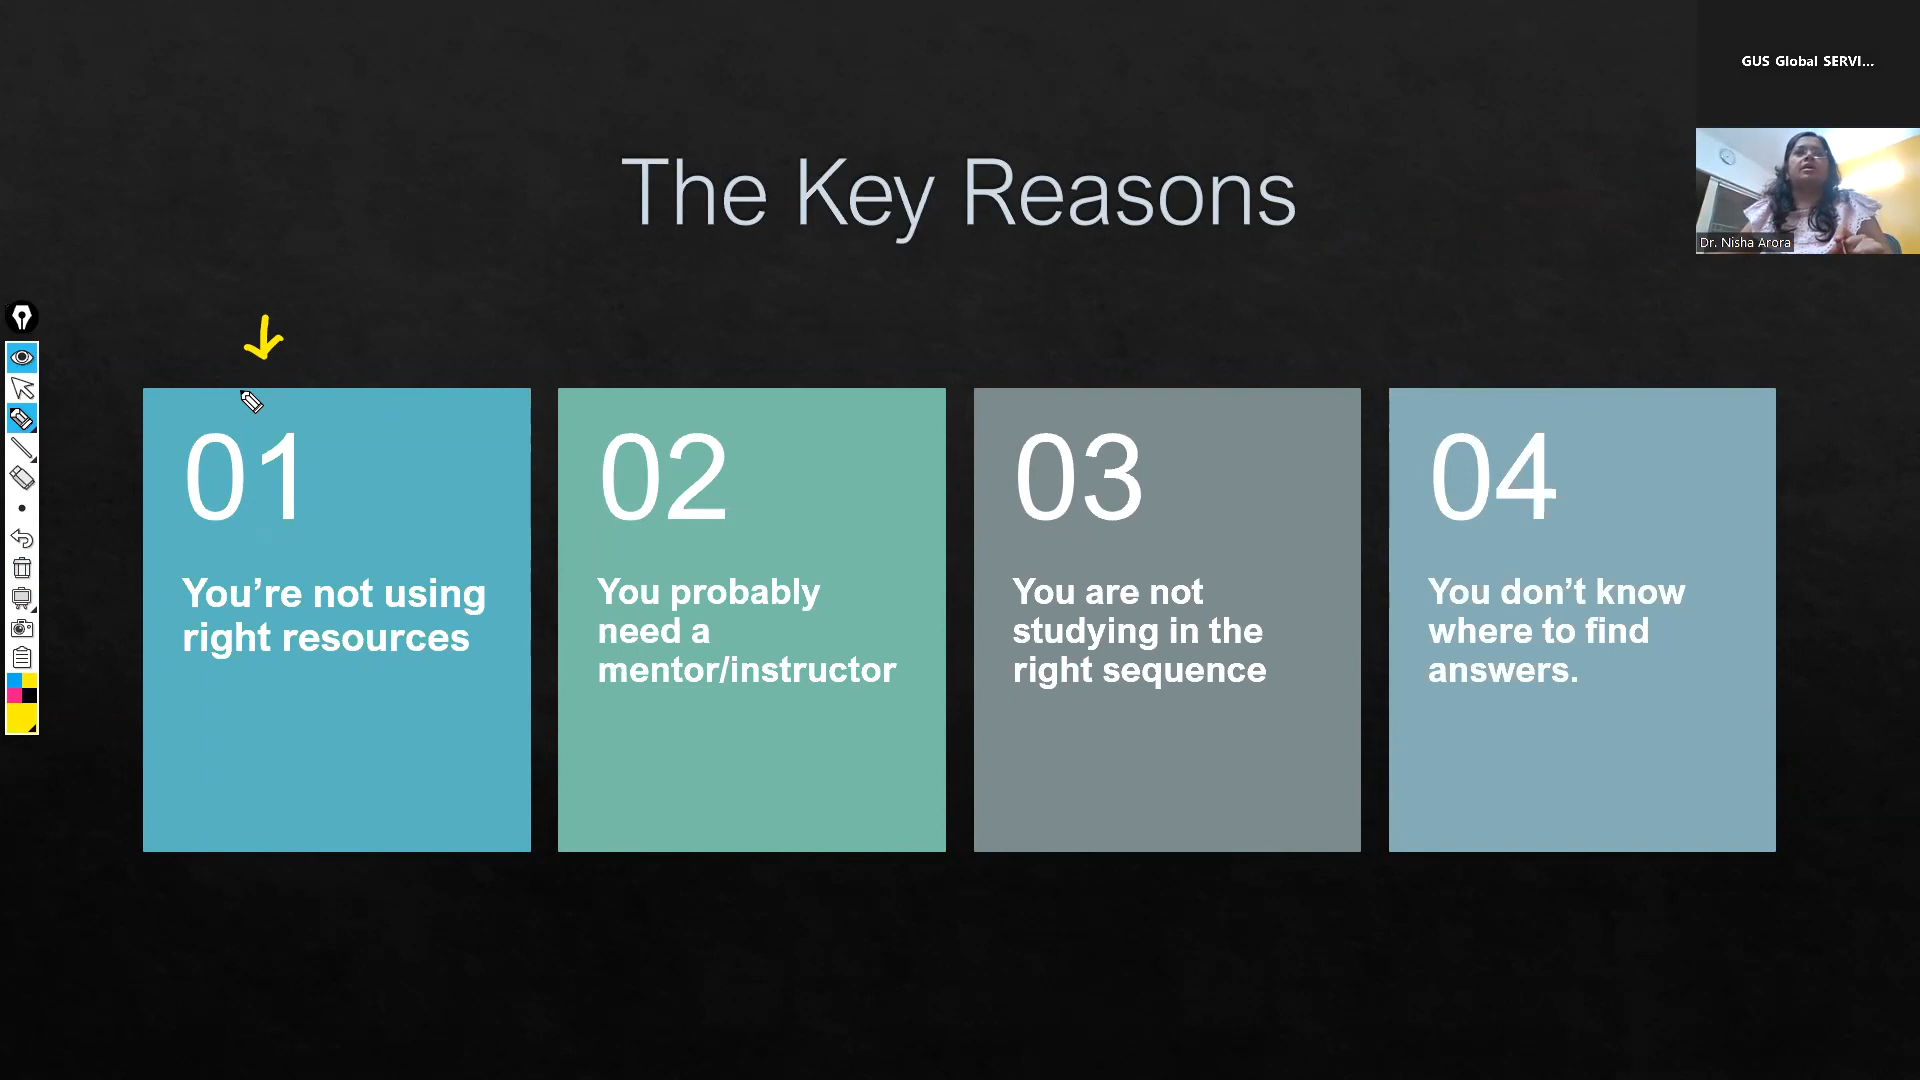 GUS Global SERVI...
The Key Reasons
Dr. Nisha Arora
01
You’re not using
right resources
02
You probably
need a
mentor/instructor
03
You are not
studying in the
right sequence
04
You don’t know
where to find
answers.